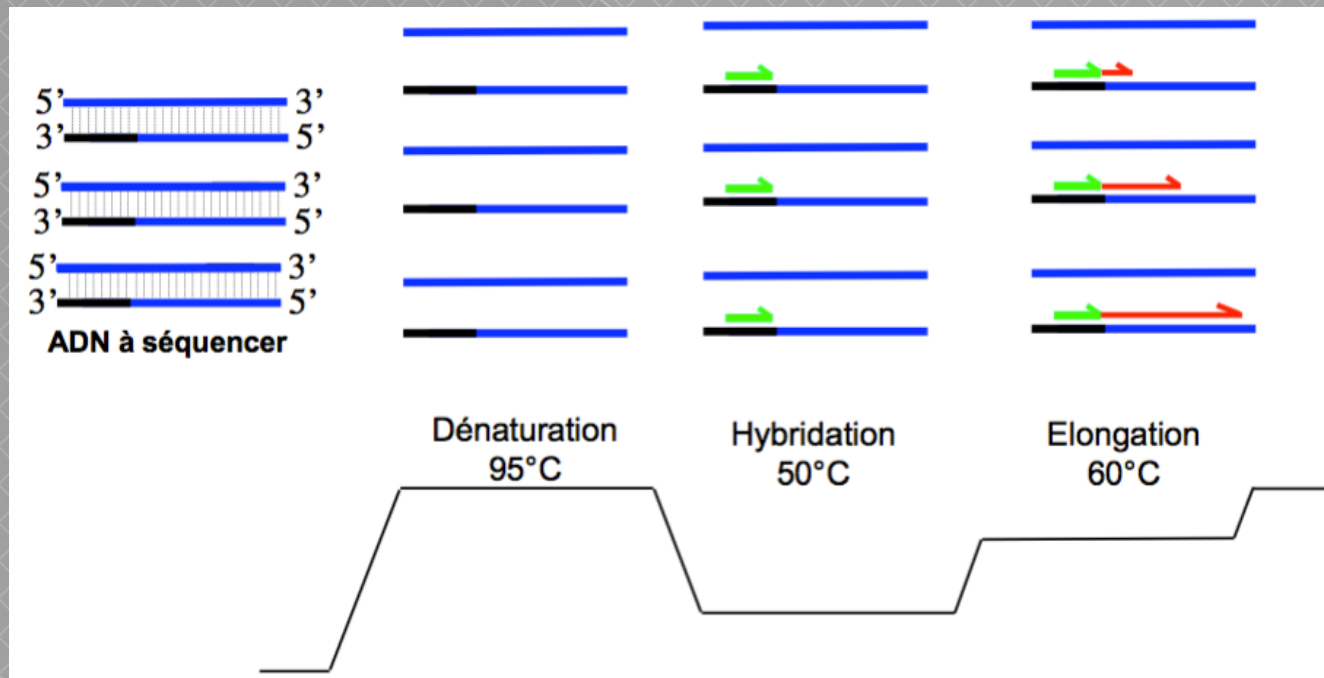 5' 3'
3' 5'
5' 3'
3' 5'
5' 3'
3' 5'
ADN à séquencer
Dénaturation
95°C
Hybridation
50°C
Elongation
60°C